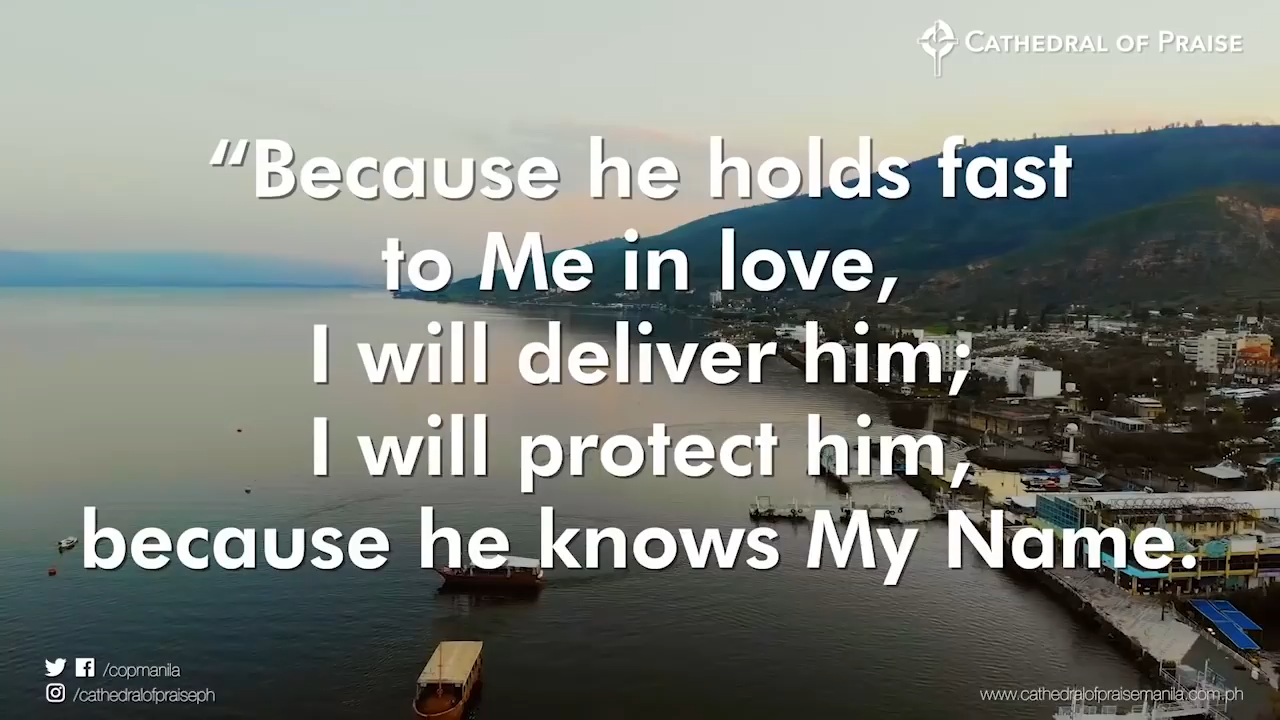 CATHEDRAL OF PRAISE
“Because he holds fast
to Me in love,
I will deliver him;
I will protect him,
because he knows My Name.
/copmanila
/cathedralofpraiseph
www.cathedralofpraisemanila.com.ph